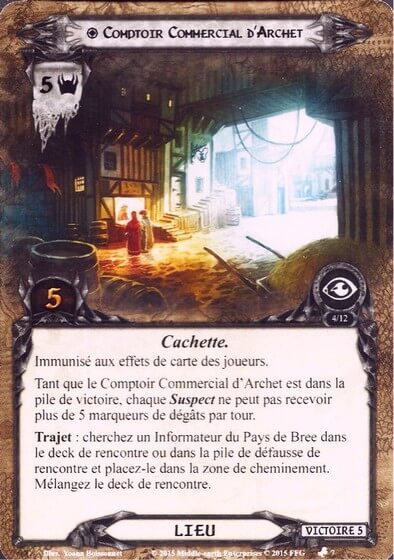 Comptoir Commercial d'Archet
5
5
4/12
Cachette.
Immunisé aux effets de carte des joueurs.
Tant que le Comptoir Commercial d'Archet est dans la
pile de victoire, chaque Suspect ne peut pas recevoir
plus de 5 marqueurs de dégâts par tour.
Trajet : cherchez un Informateur du Pays de Bree dans
le deck de rencontre ou dans la pile de défausse de
rencontre et placez-le dans la zone de cheminement.
Mélangez le deck de rencontre.
LIEU
VICTOIRE 5
Illus. Yoann Boissonnet © 2015 Middle-earth Enterprises © 2015 FFG 7